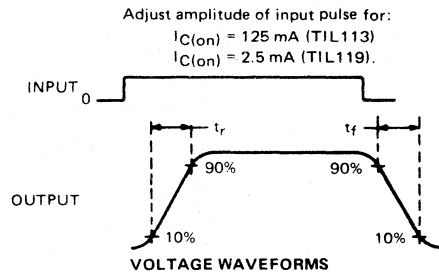 Adjust amplitude of input pulse for:
IC(on) = 125 mA (TIL113)
IC(on) = 2.5 mA (TIL119).
INPUT
0
tr
tf
90%
90%
OUTPUT
10%
10%
VOLTAGE WAVEFORMS